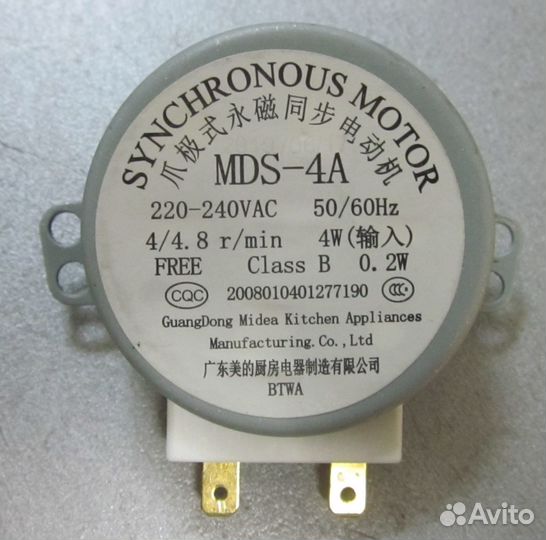 SYNCHRONOUS MOTOR
爪极式永磁同步电动机
MDS-4A
220-240VAC 50/60Hz
4/4.8 r/min 4W(输入)
FREE Class B 0.2W
CQC 2008010401277190 CCC
GuangDong Midea Kitchen Appliances
Manufacturing.Co.,Ltd
广东美的厨房电器制造有限公司
BTWA
Avito